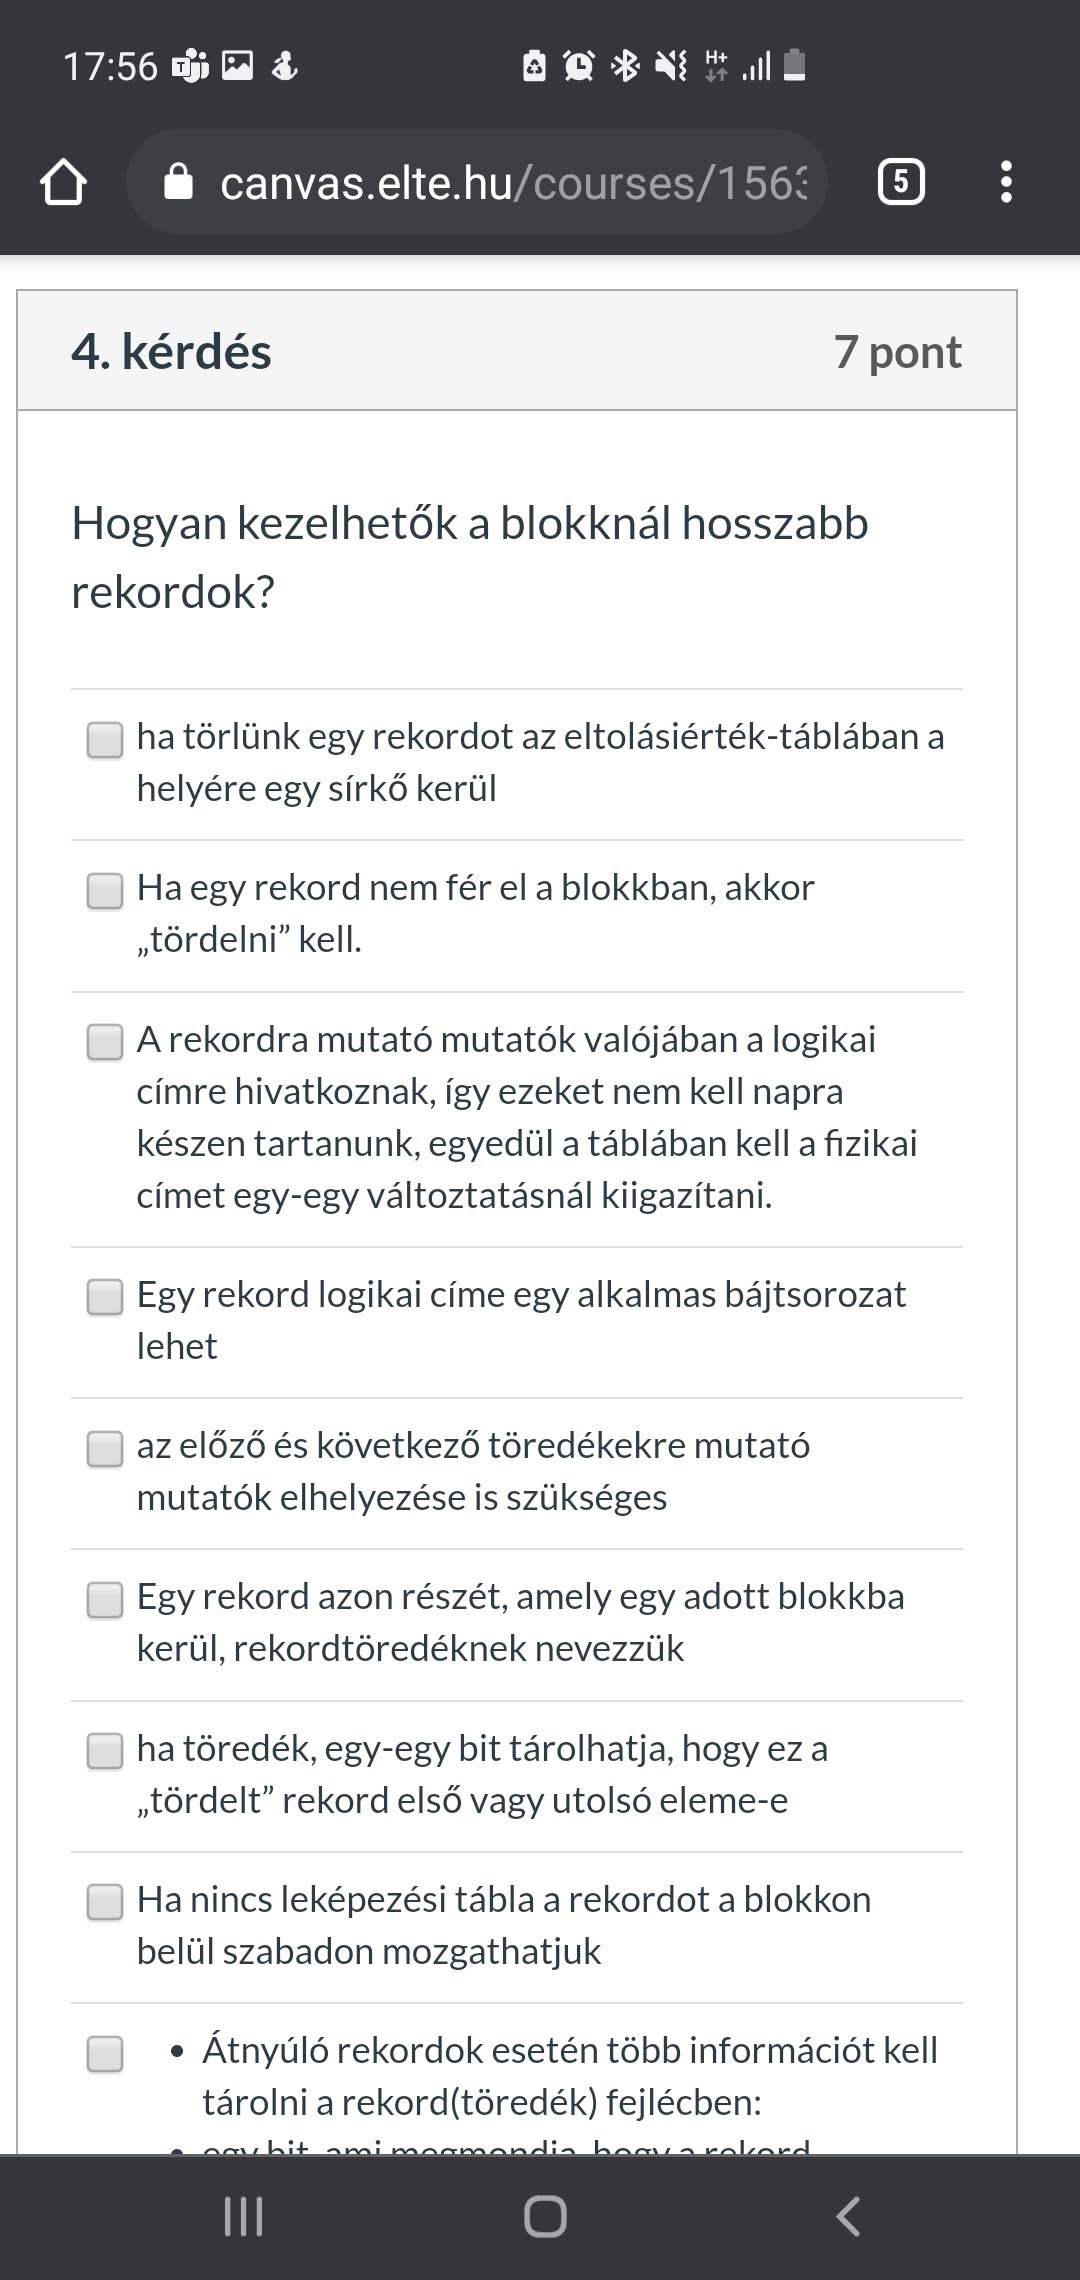 17:56
H+
canvas.elte.hu/courses/1563
5
4. kérdés
7 pont
Hogyan kezelhetők a blokknál hosszabb
rekordok?
ha törlünk egy rekordot az eltolásiérték-táblában a
helyére egy sírkő kerül
Ha egy rekord nem fér el a blokkban, akkor
„tördelni” kell.
A rekordra mutató mutatók valójában a logikai
címre hivatkoznak, így ezeket nem kell napra
készen tartanunk, egyedül a táblában kell a fizikai
címet egy-egy változtatásnál kiigazítani.
Egy rekord logikai címe egy alkalmas bájtsorozat
lehet
az előző és következő töredékekre mutató
mutatók elhelyezése is szükséges
Egy rekord azon részét, amely egy adott blokkba
kerül, rekordtöredéknek nevezzük
ha töredék, egy-egy bit tárolhatja, hogy ez a
„tördelt” rekord első vagy utolsó eleme-e
Ha nincs leképezési tábla a rekordot a blokkon
belül szabadon mozgathatjuk
• Átnyúló rekordok esetén több információt kell
tárolni a rekord(töredék) fejlécben:
• egy bit, ami megmondja, hogy a rekord